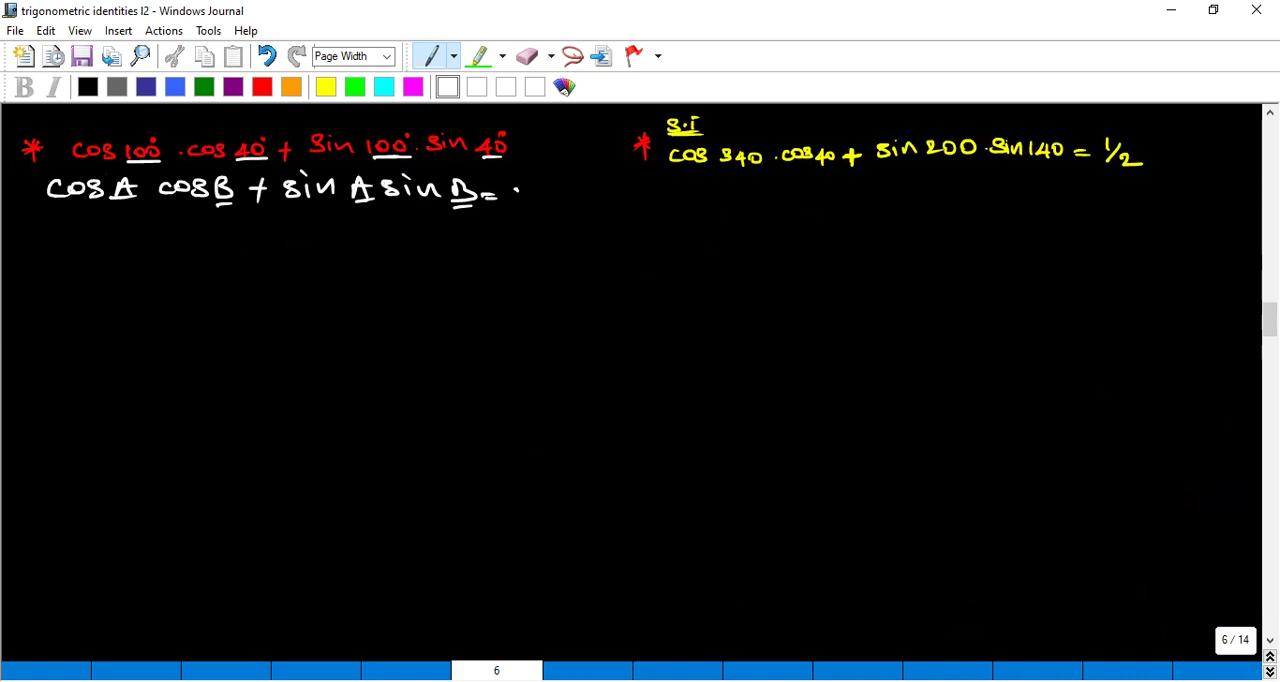 trigonometric identities l2 - Windows Journal
File Edit View Insert Actions Tools Help
Page Width
B I
* cos 100° . cos 40° + sin 100° . sin 40°
cos A cos B + sin A sin B = .
S.T
* cos 340 . cos 40 + sin 200 . sin 140 = 1/2
6 / 14
6